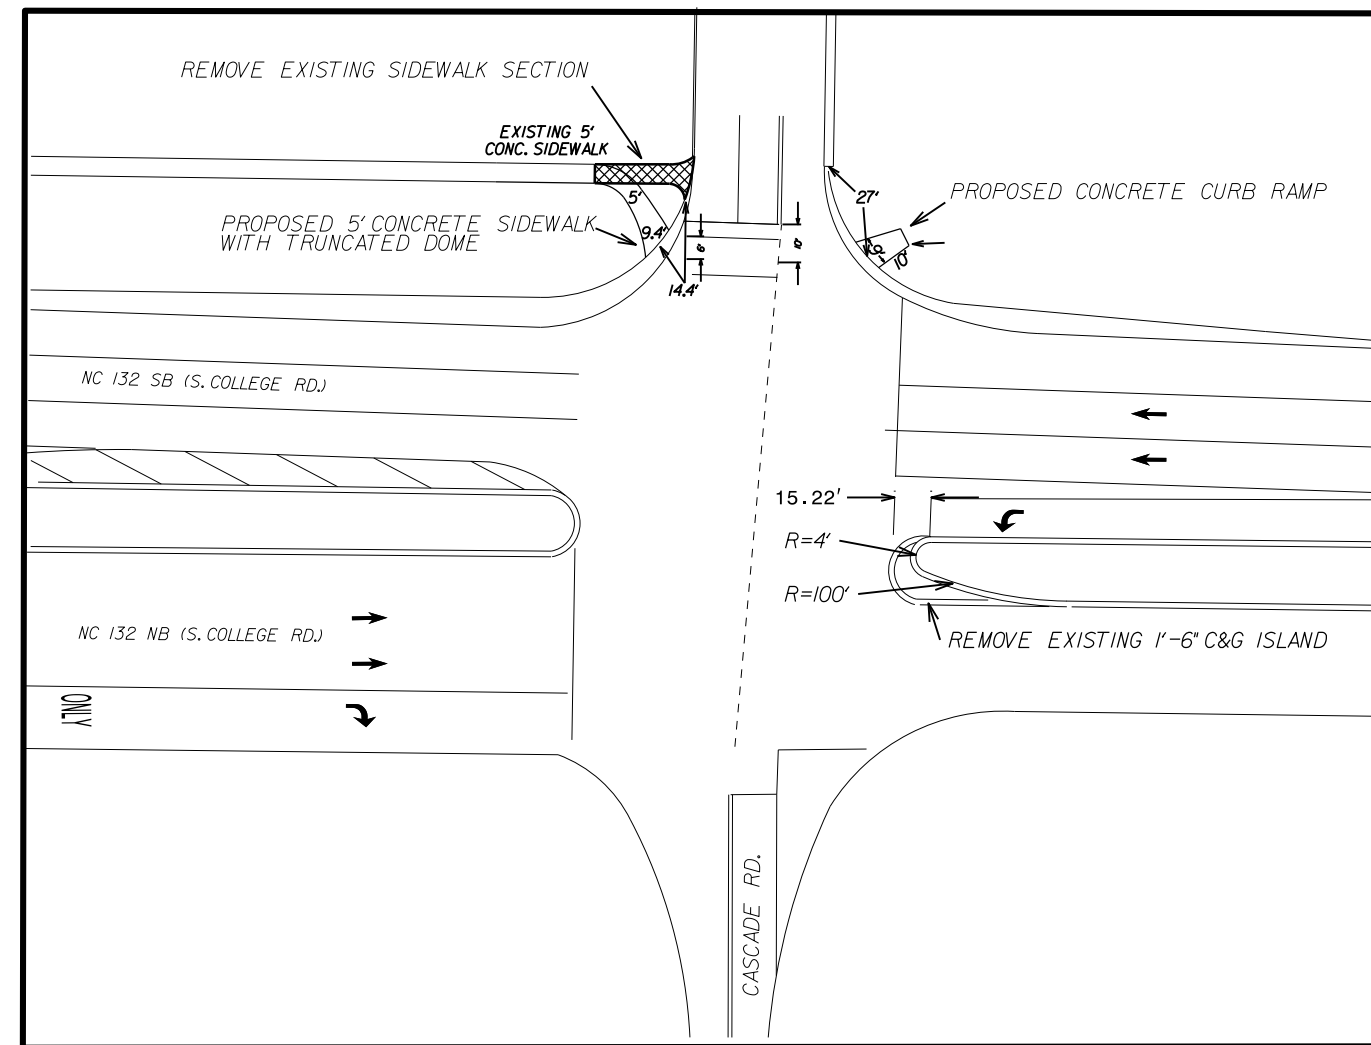 REMOVE EXISTING SIDEWALK SECTION
EXISTING 5'
CONC. SIDEWALK
5'
PROPOSED 5' CONCRETE SIDEWALK
WITH TRUNCATED DOME
9.4'
14.4'
6'
10'
27'
PROPOSED CONCRETE CURB RAMP
10'
NC 132 SB (S. COLLEGE RD.)
15.22'
R=4'
R=100'
REMOVE EXISTING 1'-6" C&G ISLAND
NC 132 NB (S. COLLEGE RD.)
ONLY
CASCADE RD.